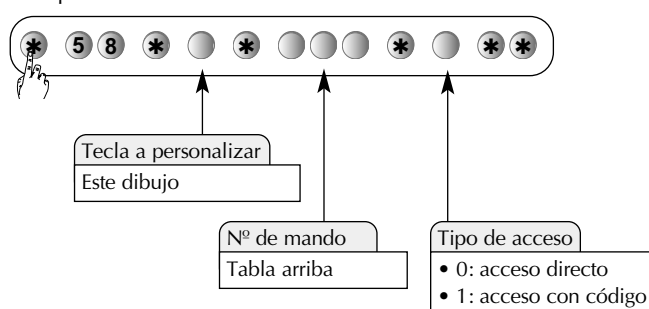 * 5 8 * * * * *
Tecla a personalizar
Este dibujo
Nº de mando
Tabla arriba
Tipo de acceso
• 0: acceso directo
• 1: acceso con código